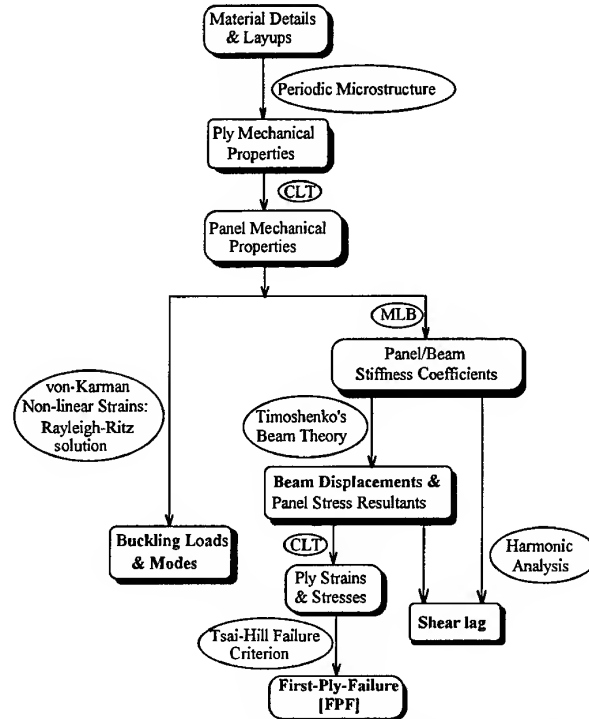 Material Details
& Layups
Periodic Microstructure
Ply Mechanical
Properties
CLT
Panel Mechanical
Properties
MLB
Panel/Beam
Stiffness Coefficients
von-Karman
Non-linear Strains:
Rayleigh-Ritz
solution
Timoshenko's
Beam Theory
Beam Displacements &
Panel Stress Resultants
Buckling Loads
& Modes
CLT
Harmonic
Analysis
Ply Strains
& Stresses
Shear lag
Tsai-Hill Failure
Criterion
First-Ply-Failure
[FPF]